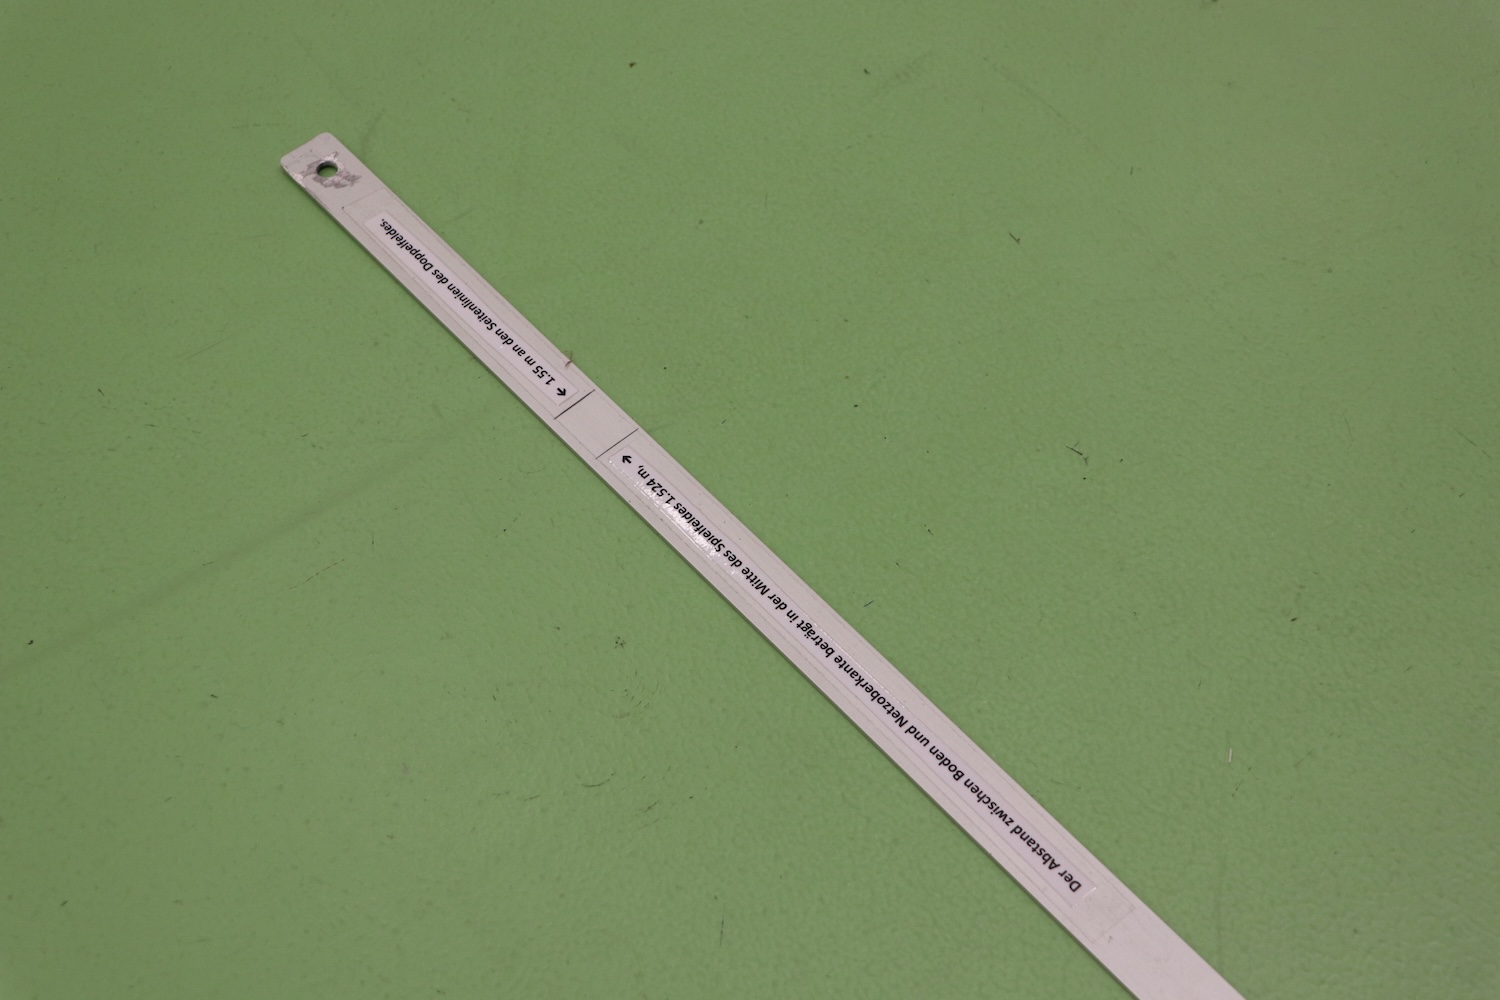 Der Abstand zwischen Boden und Netzoberkante beträgt in der Mitte des Spielfeldes 1.524 m, →
← 1.55 m an den Seitenlinien des Doppelfeldes.